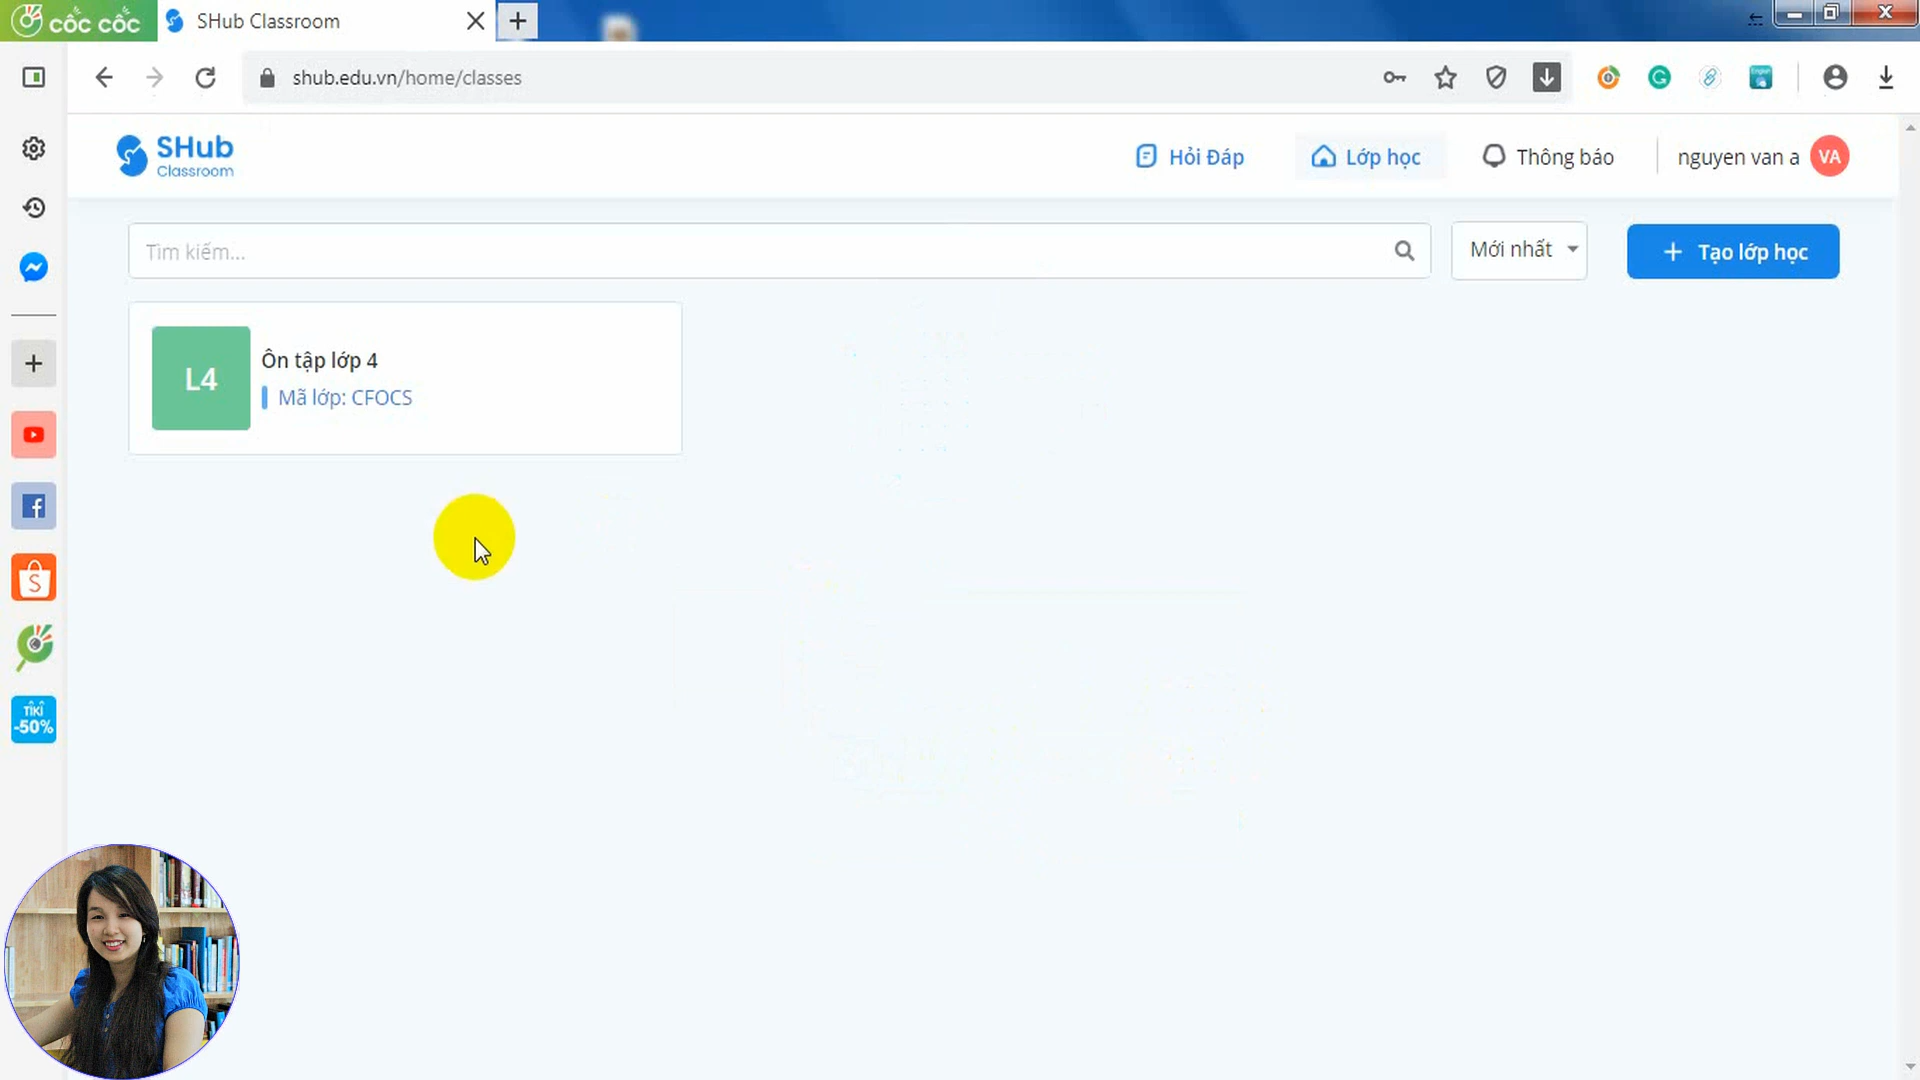 cốc cốc
SHub Classroom
shub.edu.vn/home/classes
SHub
Classroom
Hỏi Đáp
Lớp học
Thông báo
nguyen van a
VA
Tìm kiếm...
Mới nhất
+ Tạo lớp học
L4
Ôn tập lớp 4
Mã lớp: CFOCS
TIKI
-50%